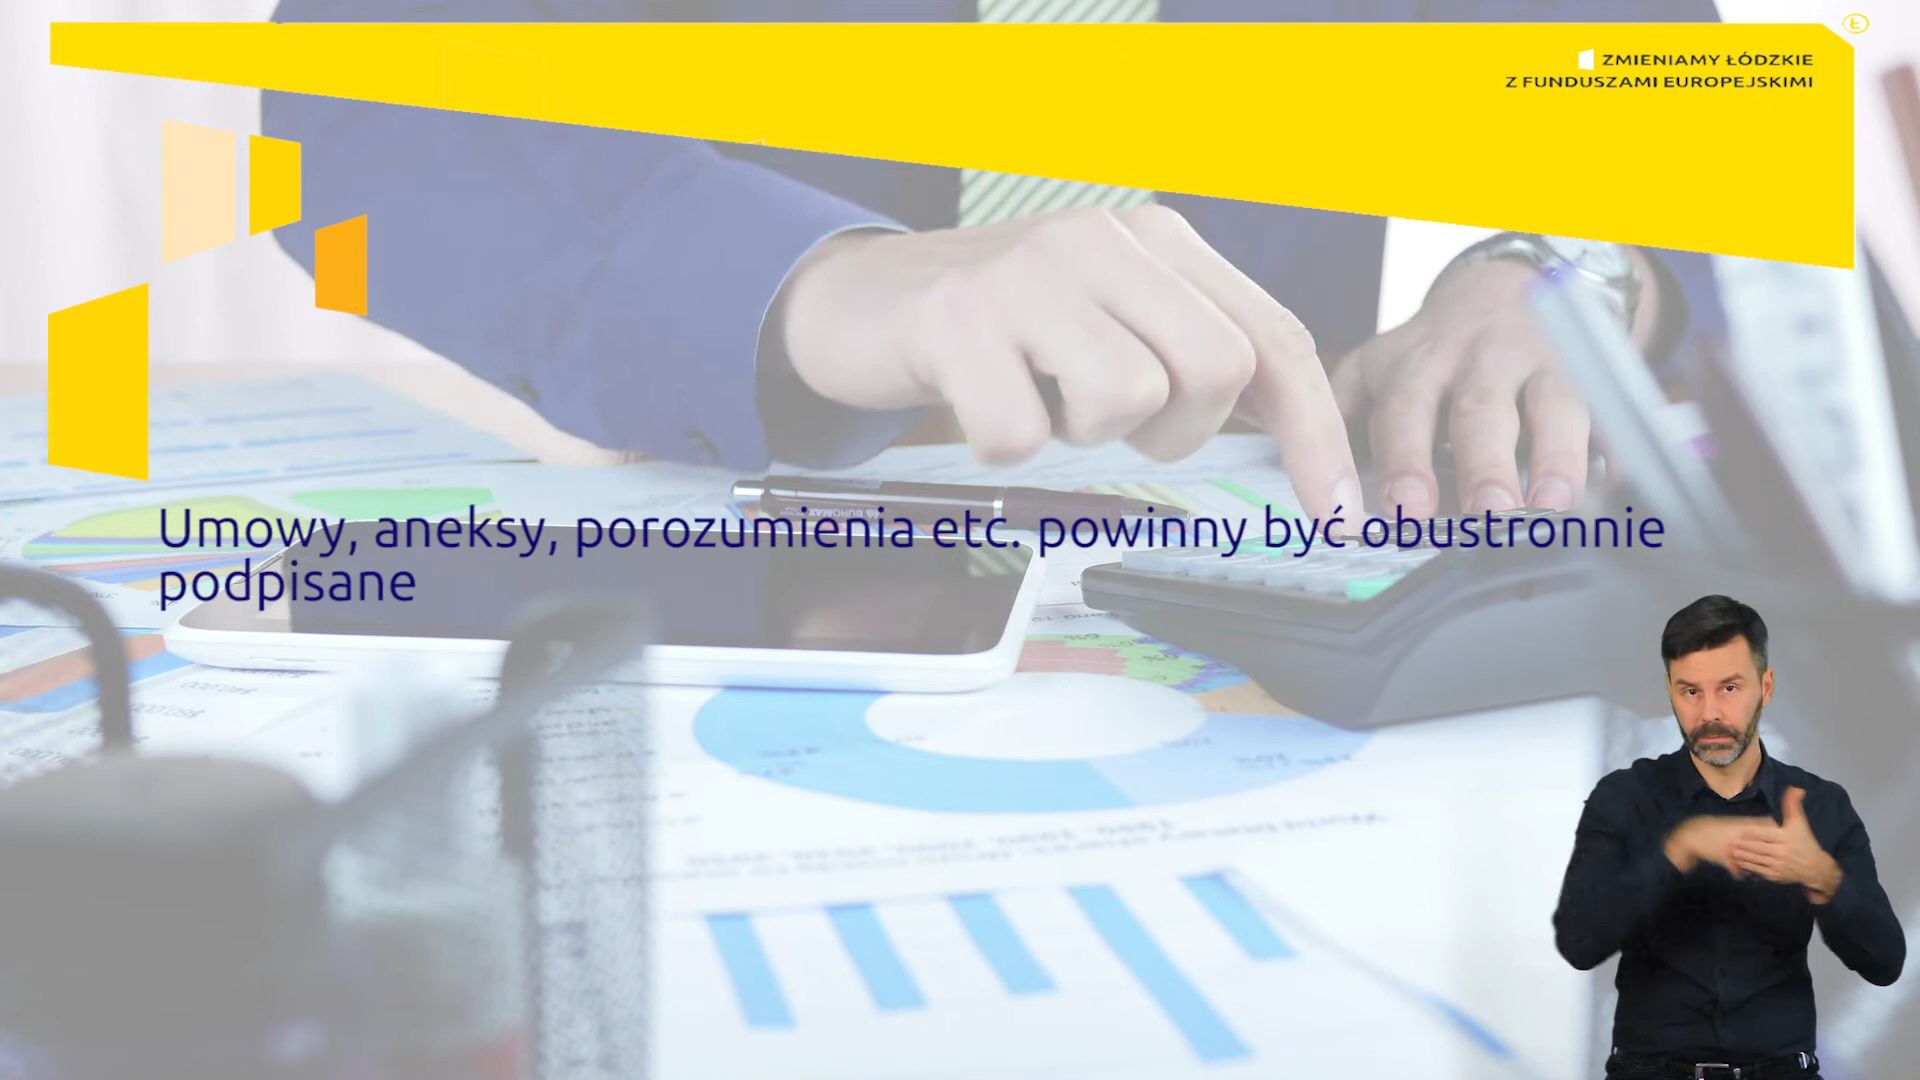 ZMIENIAMY ŁÓDZKIE
Z FUNDUSZAMI EUROPEJSKIMI
Umowy, aneksy, porozumienia etc. powinny być obustronnie
podpisane